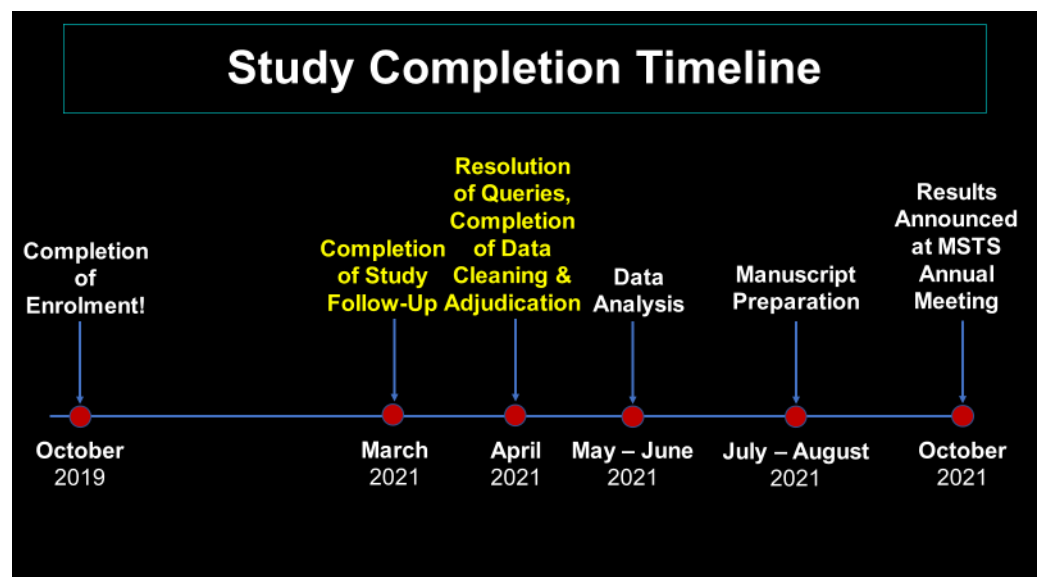 Study Completion Timeline
Completion
of
Enrolment!
Completion
of Study
Follow-Up
Resolution
of Queries,
Completion
of Data
Cleaning &
Adjudication
Data
Analysis
Manuscript
Preparation
Results
Announced
at MSTS
Annual
Meeting
October
2019
March
2021
April
2021
May – June
2021
July – August
2021
October
2021